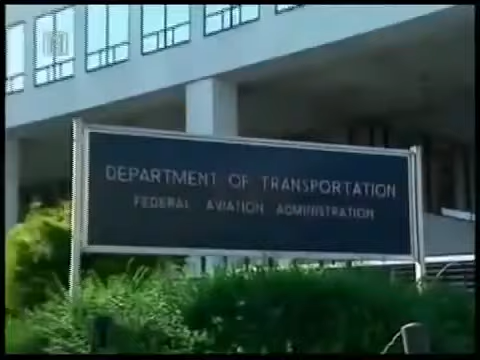 DEPARTMENT OF TRANSPORTATION
FEDERAL AVIATION ADMINISTRATION